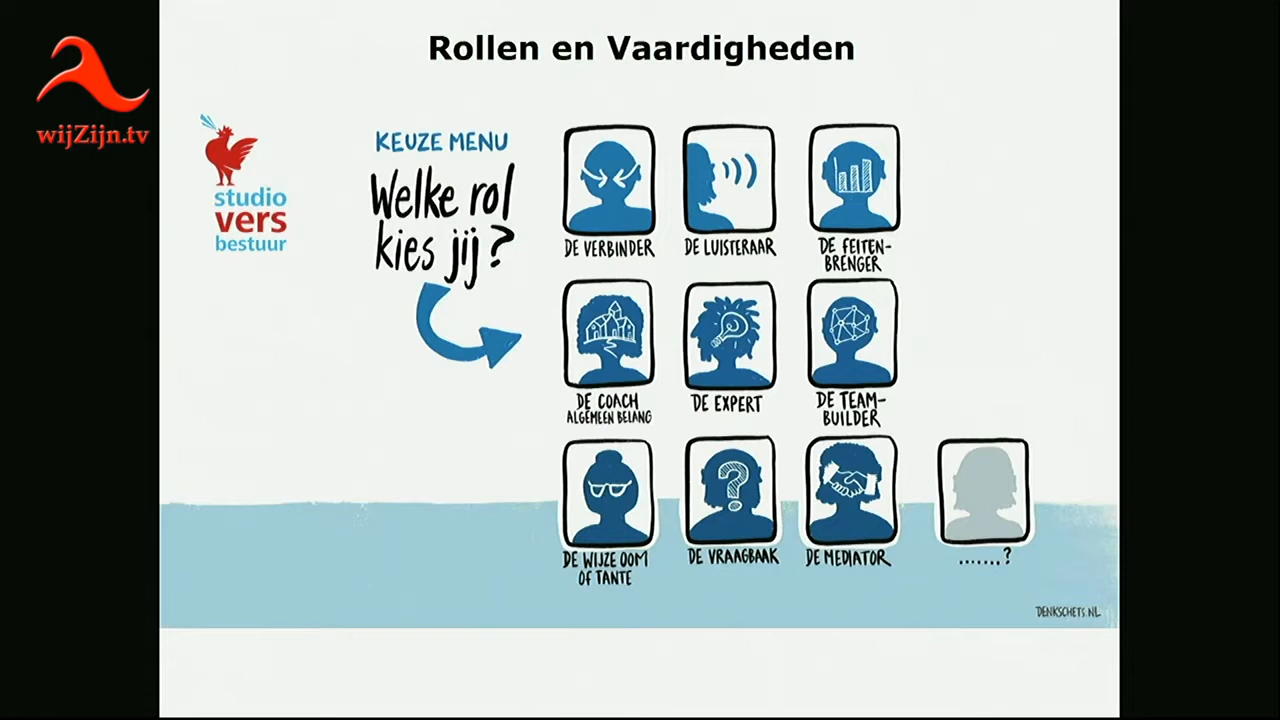 Rollen en Vaardigheden
wijZijn.tv
studio
vers
bestuur
KEUZE MENU
Welke rol
kies jij?
DE VERBINDER
DE LUISTERAAR
DE FEITEN-
BRENGER
DE COACH
ALGEMEEN BELANG
DE EXPERT
DE TEAM-
BUILDER
DE WIJZE OOM
OF TANTE
DE VRAAGBAAK
DE MEDIATOR
.......?
DENKSCHETS.NL